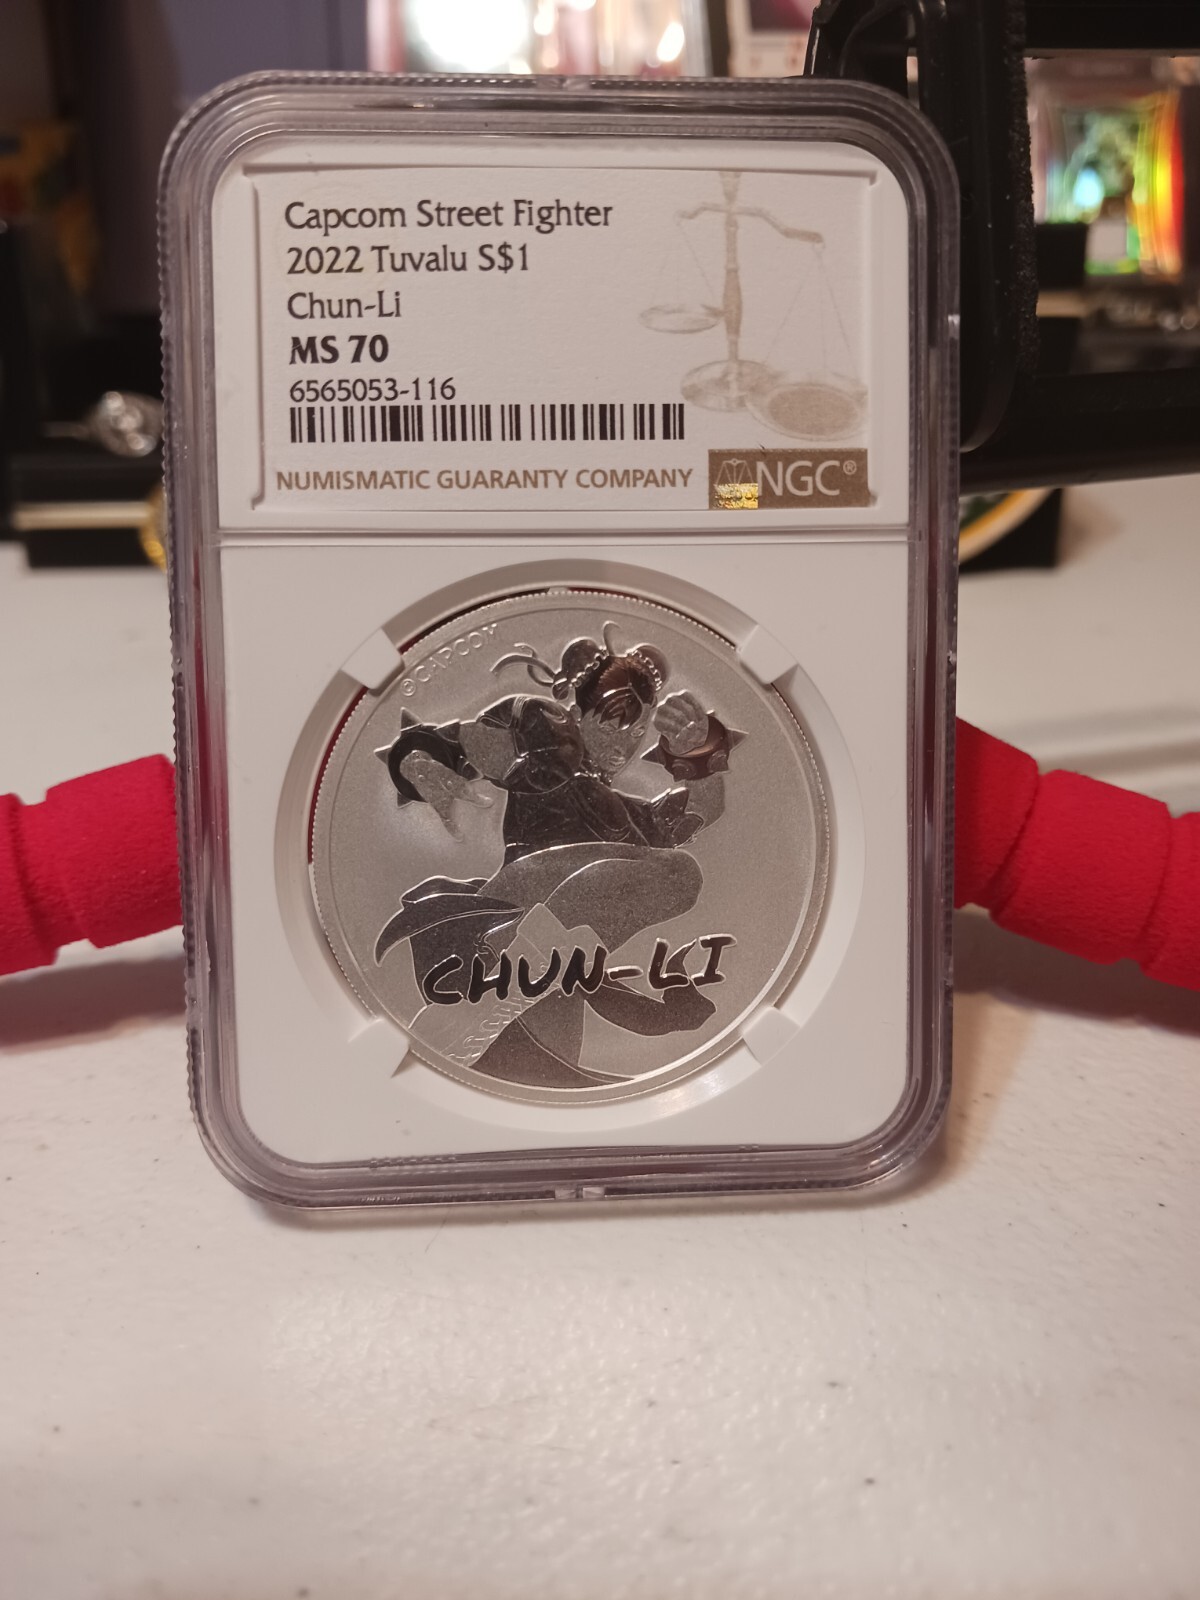 Capcom Street Fighter
2022 Tuvalu S$1
Chun-Li
MS 70
6565053-116
NUMISMATIC GUARANTY COMPANY
NGC®
©CAPCOM
CHUN-LI